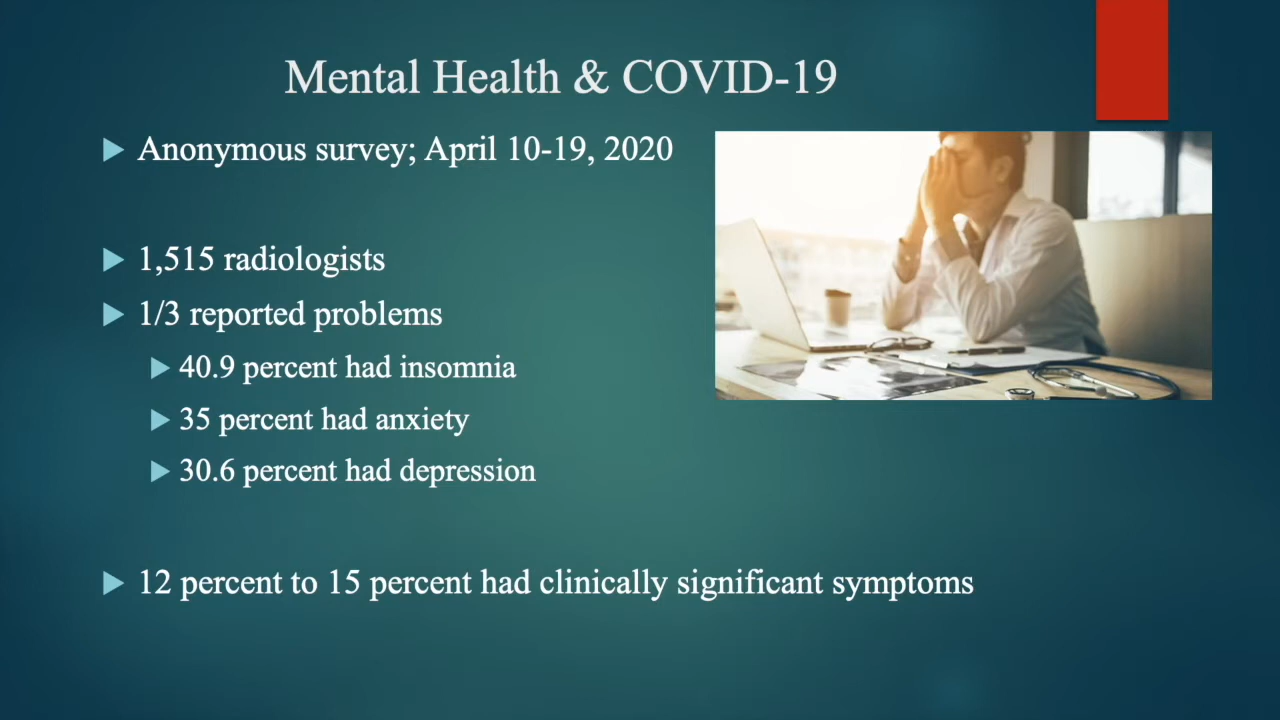 Mental Health & COVID-19
Anonymous survey; April 10-19, 2020
1,515 radiologists
1/3 reported problems
40.9 percent had insomnia
35 percent had anxiety
30.6 percent had depression
12 percent to 15 percent had clinically significant symptoms